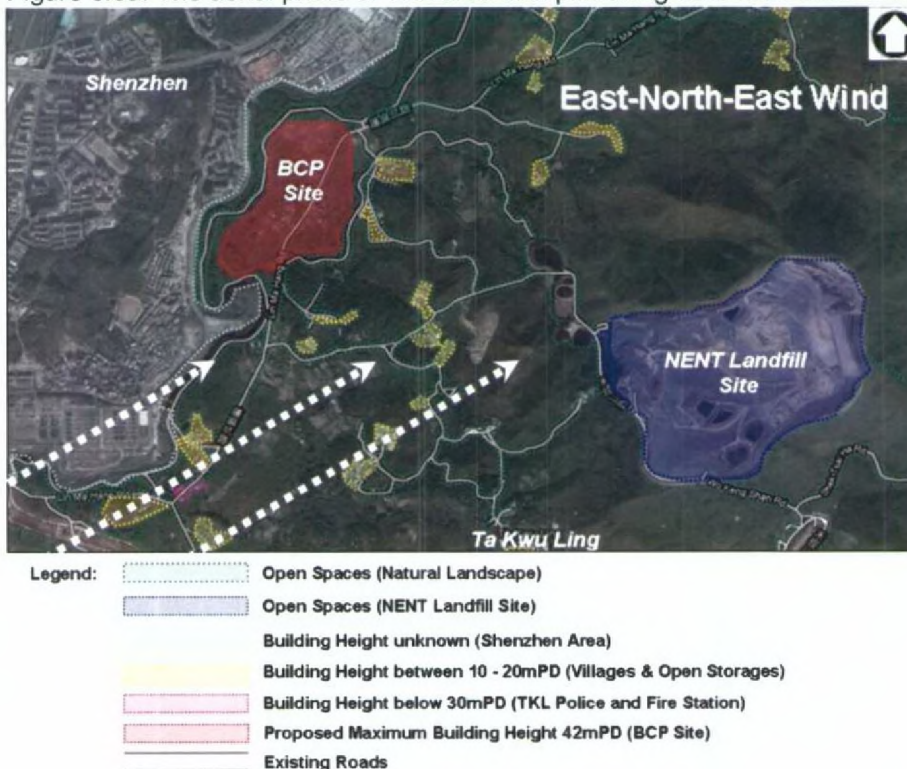 Shenzhen
East-North-East Wind
BCP
Site
NENT Landfill
Site
Ta Kwu Ling
Legend:
Open Spaces (Natural Landscape)
Open Spaces (NENT Landfill Site)
Building Height unknown (Shenzhen Area)
Building Height between 10 - 20mPD (Villages & Open Storages)
Building Height below 30mPD (TKL Police and Fire Station)
Proposed Maximum Building Height 42mPD (BCP Site)
Existing Roads